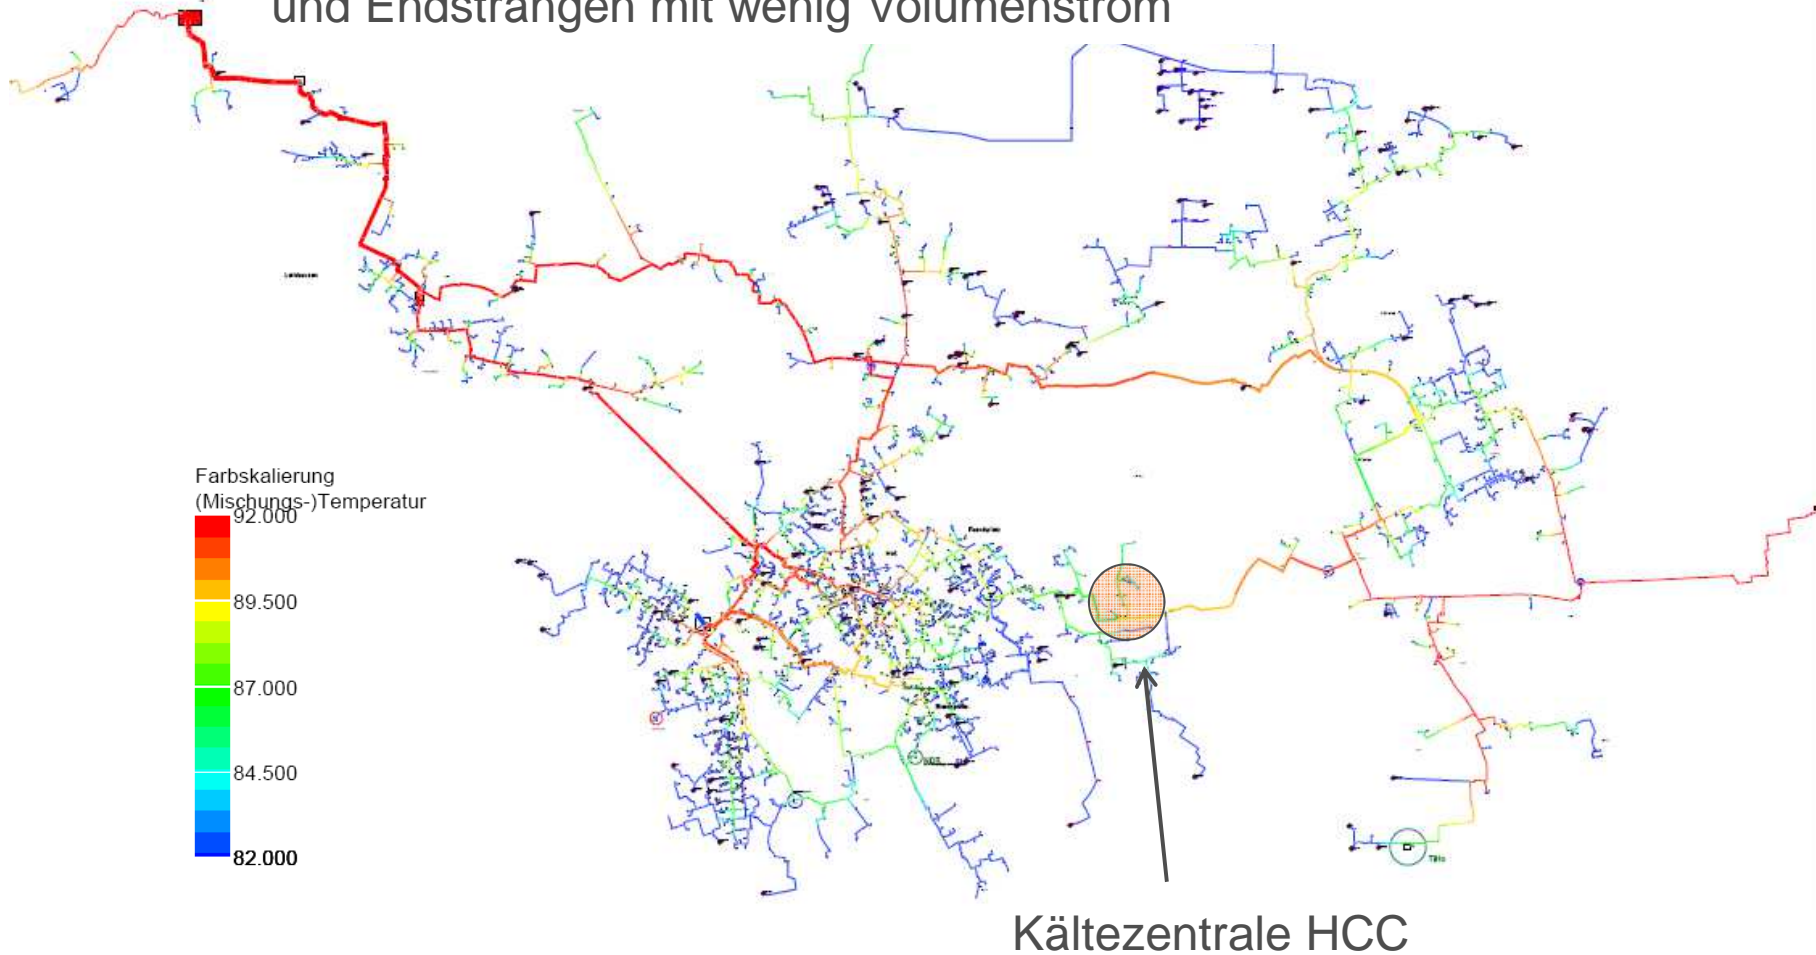 und Endsträngen mit wenig Volumenstrom
Farbskalierung
(Mischungs-)Temperatur
92.000
89.500
87.000
84.500
82.000
Kältezentrale HCC